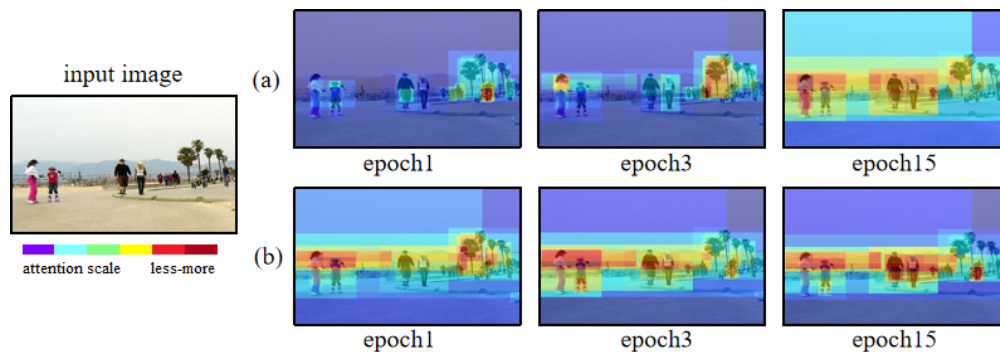 input image
attention scale less-more
(a)
epoch1 epoch3 epoch15
(b)
epoch1 epoch3 epoch15